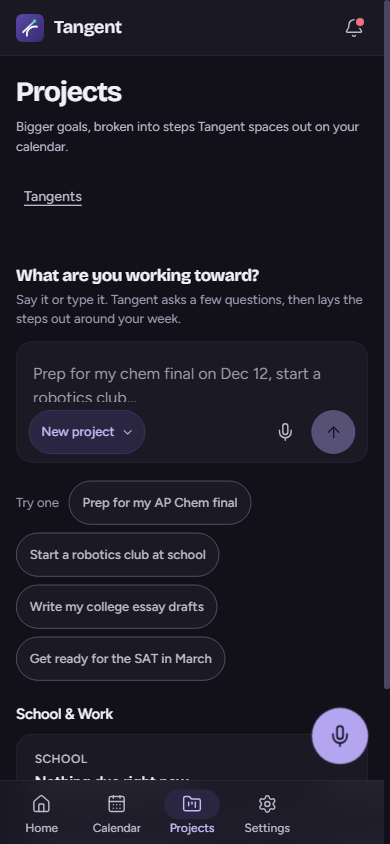 Tangent
Projects
Bigger goals, broken into steps Tangent spaces out on your
calendar.
Tangents
What are you working toward?
Say it or type it. Tangent asks a few questions, then lays the
steps out around your week.
Prep for my chem final on Dec 12, start a
robotics club...
New project
Try one
Prep for my AP Chem final
Start a robotics club at school
Write my college essay drafts
Get ready for the SAT in March
School & Work
SCHOOL
Nothing due right now
Home
Calendar
Projects
Settings